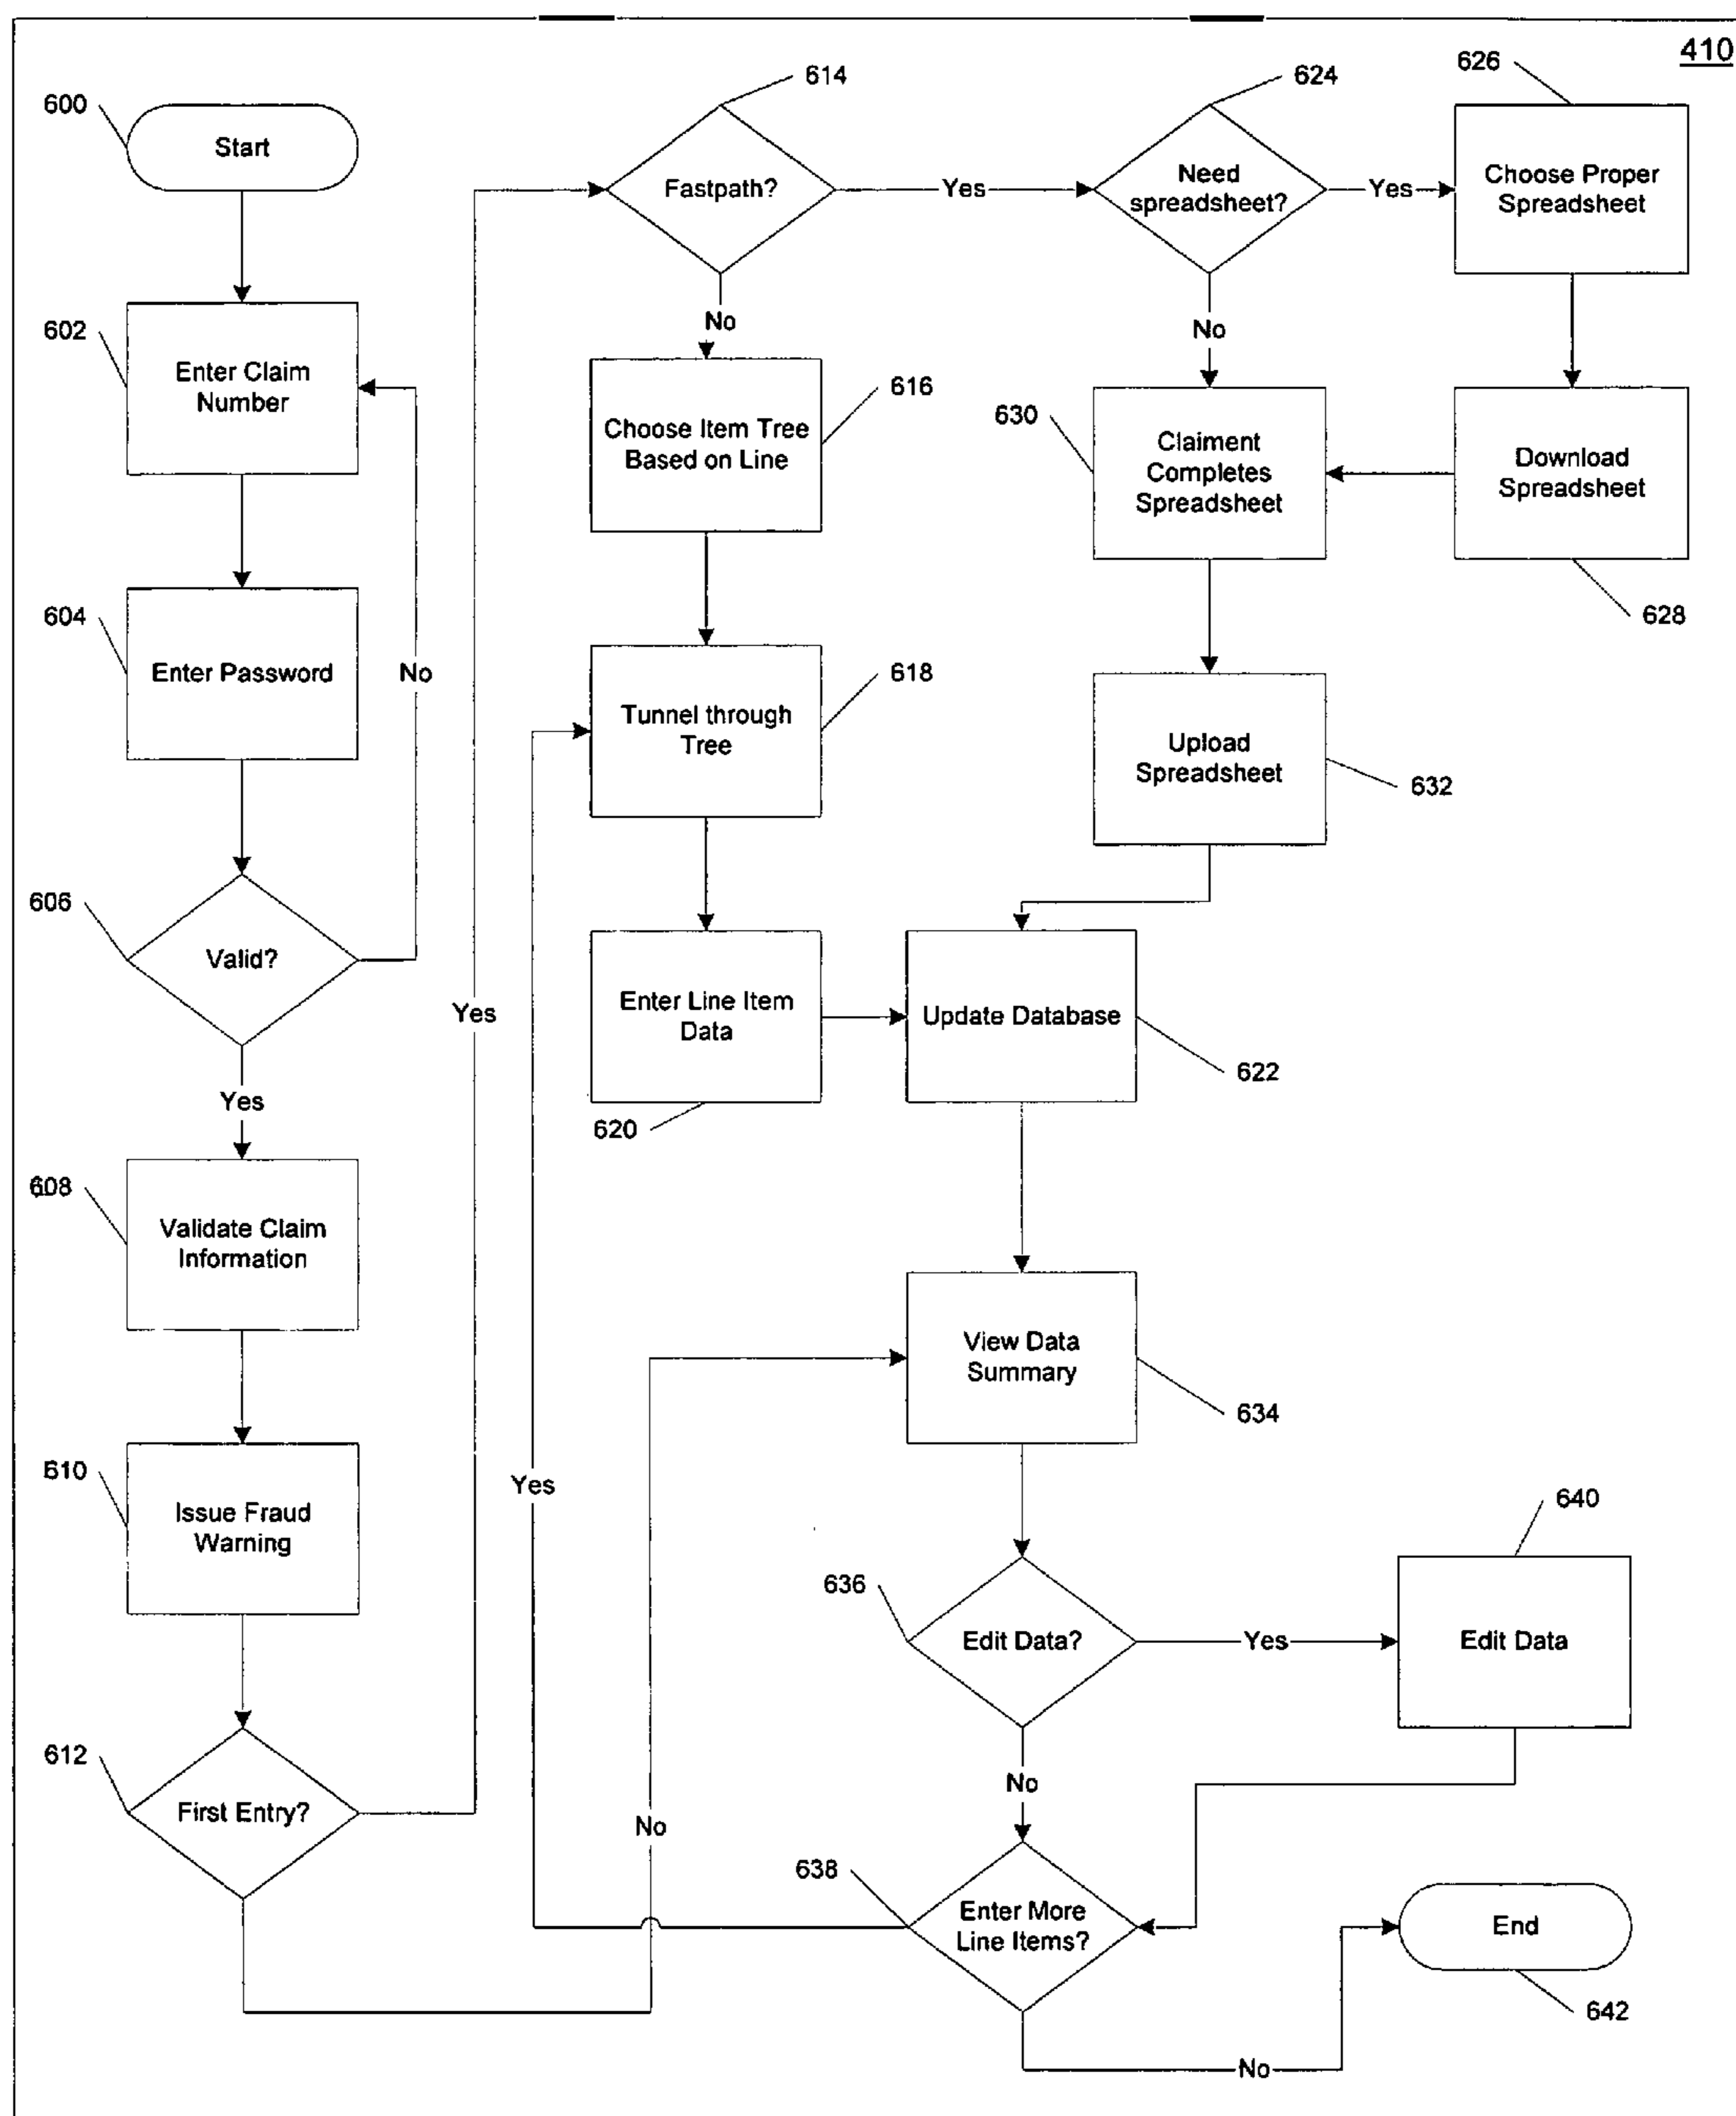 410
600
Start
602
Enter Claim
Number
604
Enter Password
No
606
Valid?
Yes
608
Validate Claim
Information
610
Issue Fraud
Warning
612
First Entry?
Yes
No
614
Fastpath?
Yes
No
616
Choose Item Tree
Based on Line
618
Tunnel through
Tree
Enter Line Item
Data
620
624
Need
spreadsheet?
Yes
No
626
Choose Proper
Spreadsheet
Download
Spreadsheet
628
630
Claiment
Completes
Spreadsheet
Upload
Spreadsheet
632
Update Database
622
View Data
Summary
634
636
Edit Data?
Yes
640
Edit Data
No
638
Enter More
Line Items?
Yes
No
End
642